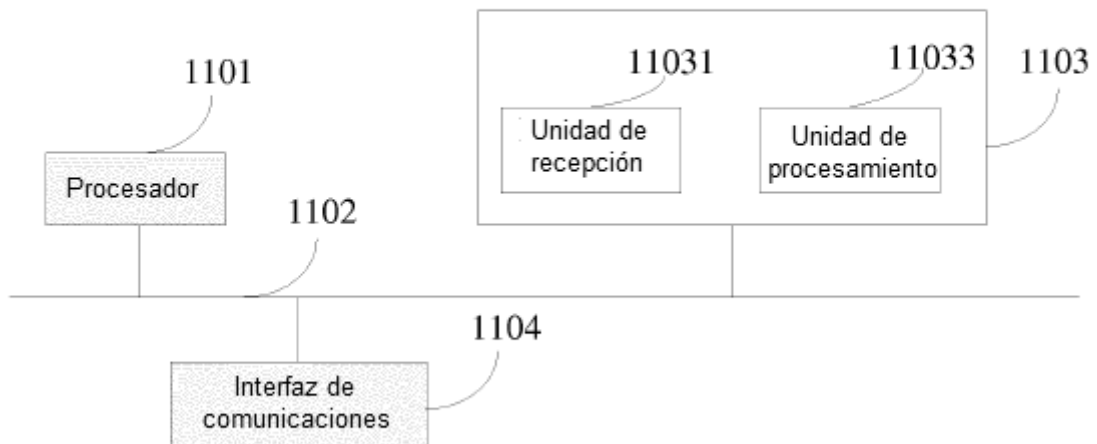 1101
11031
11033
1103
Procesador
Unidad de
recepción
Unidad de
procesamiento
1102
1104
Interfaz de
comunicaciones